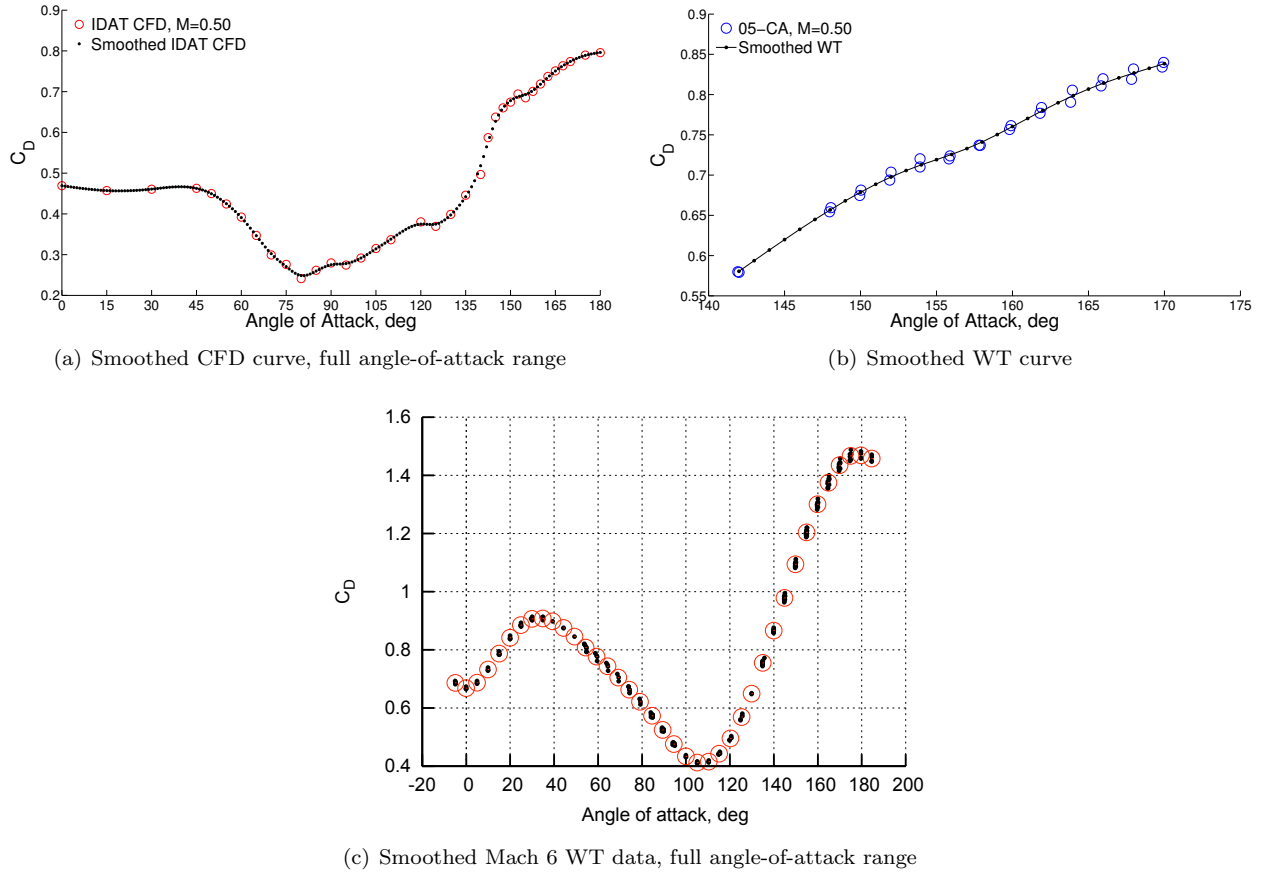 IDAT CFD, M=0.50
Smoothed IDAT CFD
0.9
0.8
0.7
0.6
0.5
0.4
0.3
0.2
C_D
0 15 30 45 60 75 90 105 120 135 150 165 180
Angle of Attack, deg
(a) Smoothed CFD curve, full angle-of-attack range
05-CA, M=0.50
Smoothed WT
0.9
0.85
0.8
0.75
0.7
0.65
0.6
0.55
C_D
140 145 150 155 160 165 170 175
Angle of Attack, deg
(b) Smoothed WT curve
1.6
1.4
1.2
1
0.8
0.6
0.4
C_D
-20 0 20 40 60 80 100 120 140 160 180 200
Angle of attack, deg
(c) Smoothed Mach 6 WT data, full angle-of-attack range